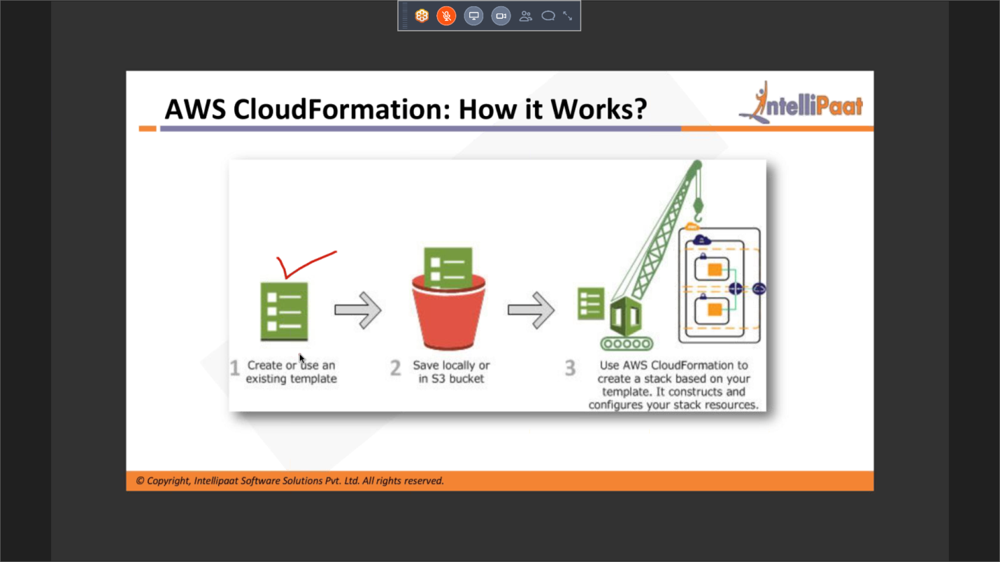 AWS CloudFormation: How it Works?
IntelliPaat
1 Create or use an
existing template
2 Save locally or
in S3 bucket
3 Use AWS CloudFormation to
create a stack based on your
template. It constructs and
configures your stack resources.
© Copyright, Intellipaat Software Solutions Pvt. Ltd. All rights reserved.